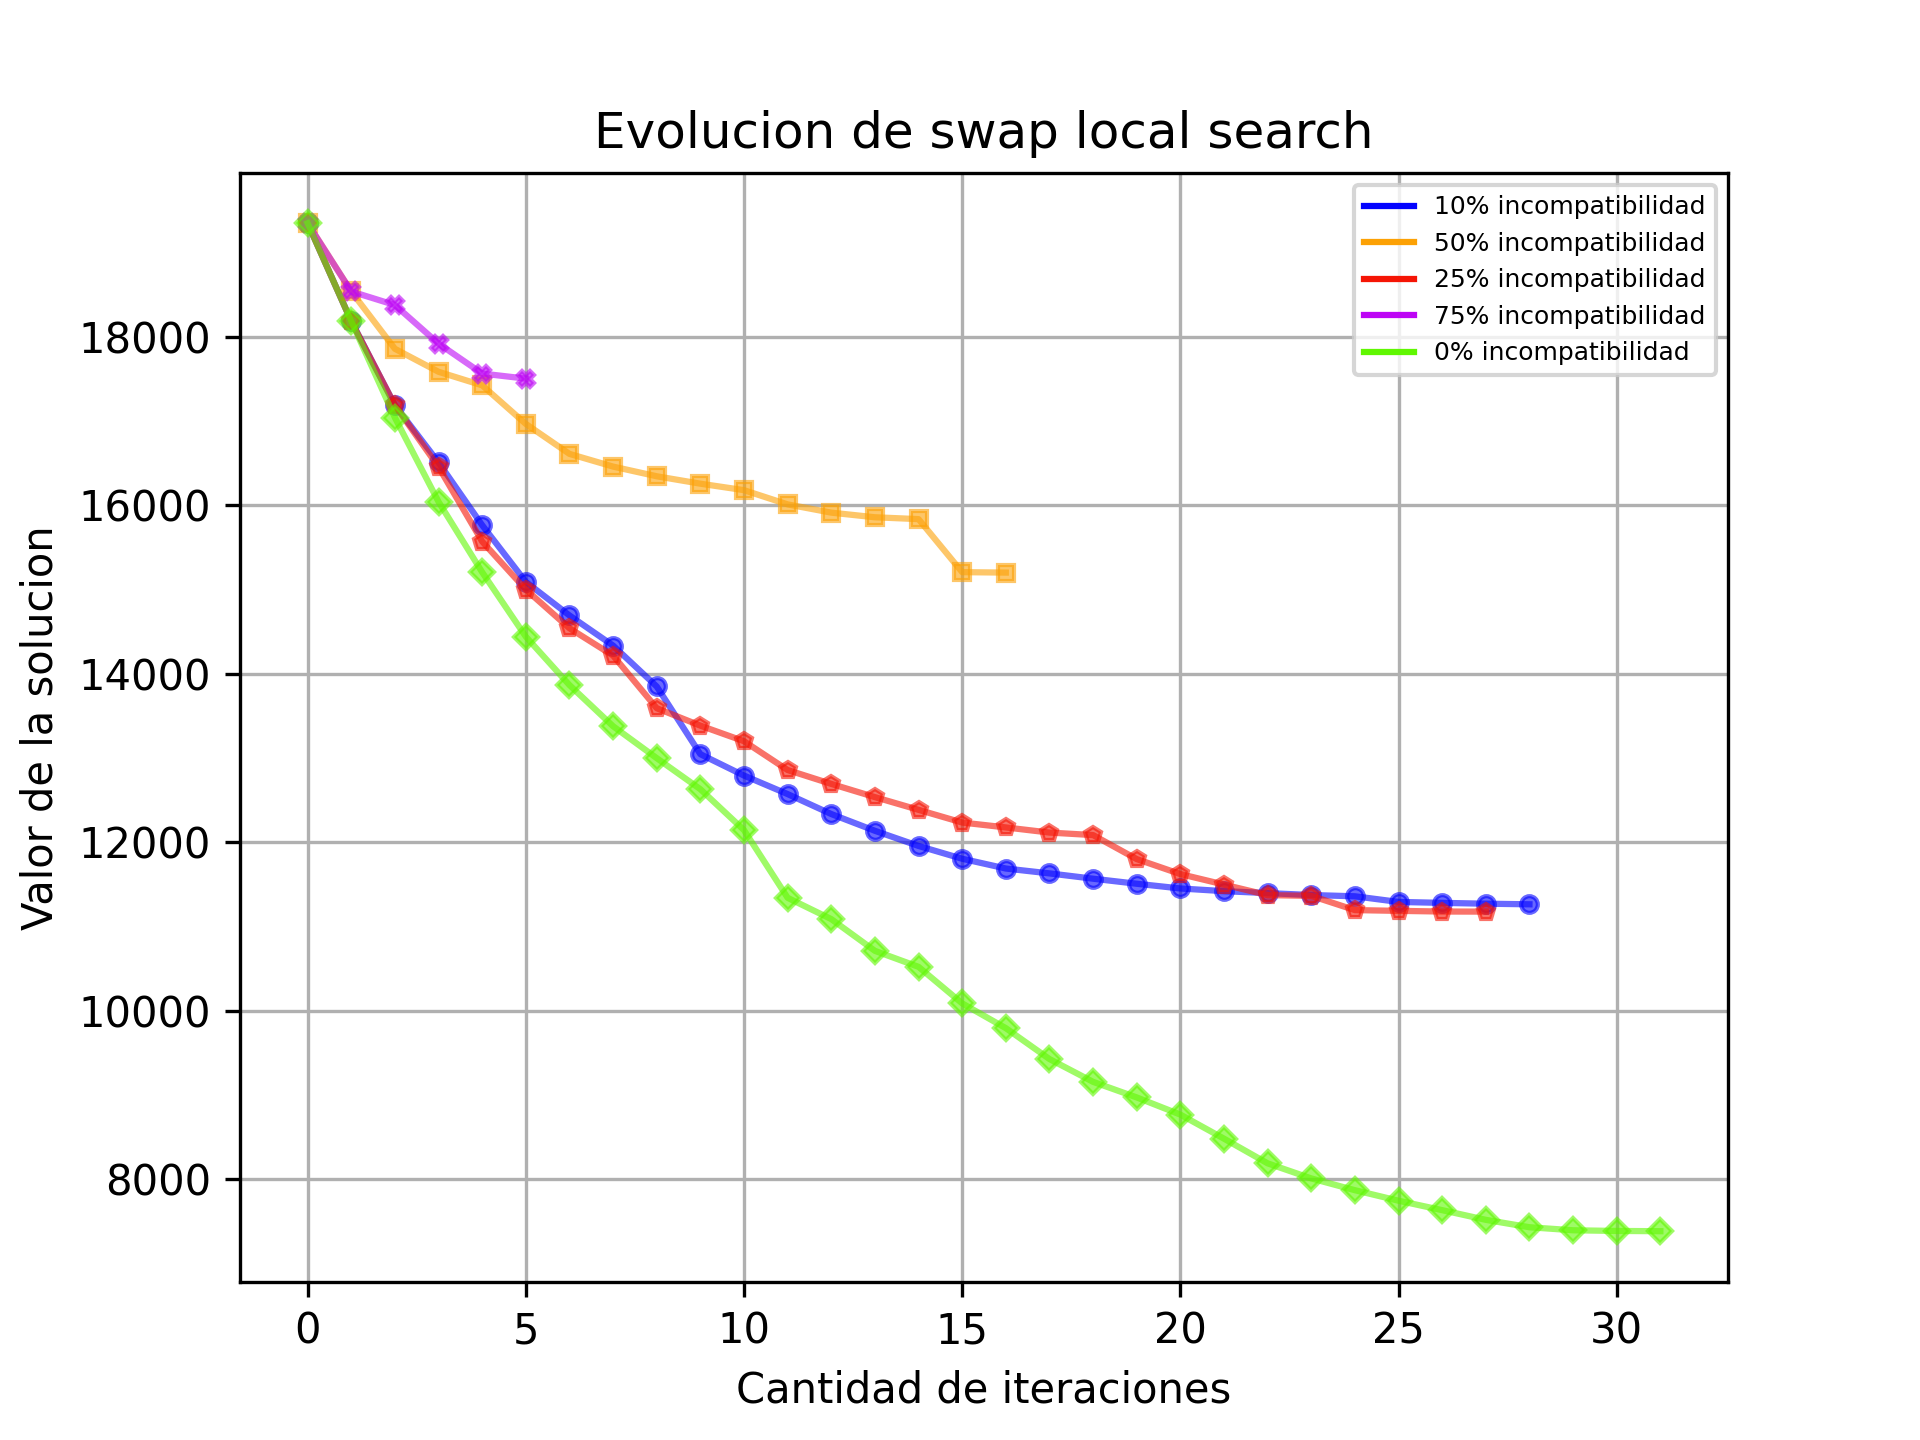 Evolucion de swap local search
10% incompatibilidad
50% incompatibilidad
25% incompatibilidad
75% incompatibilidad
0% incompatibilidad
Valor de la solucion
18000
16000
14000
12000
10000
8000
0 5 10 15 20 25 30
Cantidad de iteraciones